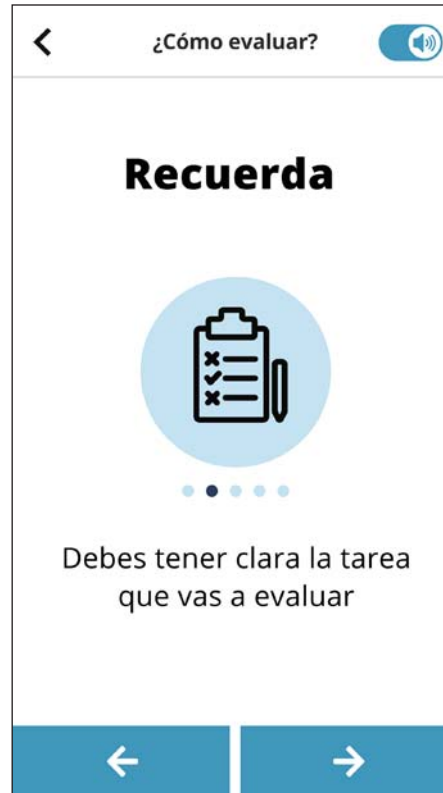 ¿Cómo evaluar?
Recuerda
Debes tener clara la tarea
que vas a evaluar